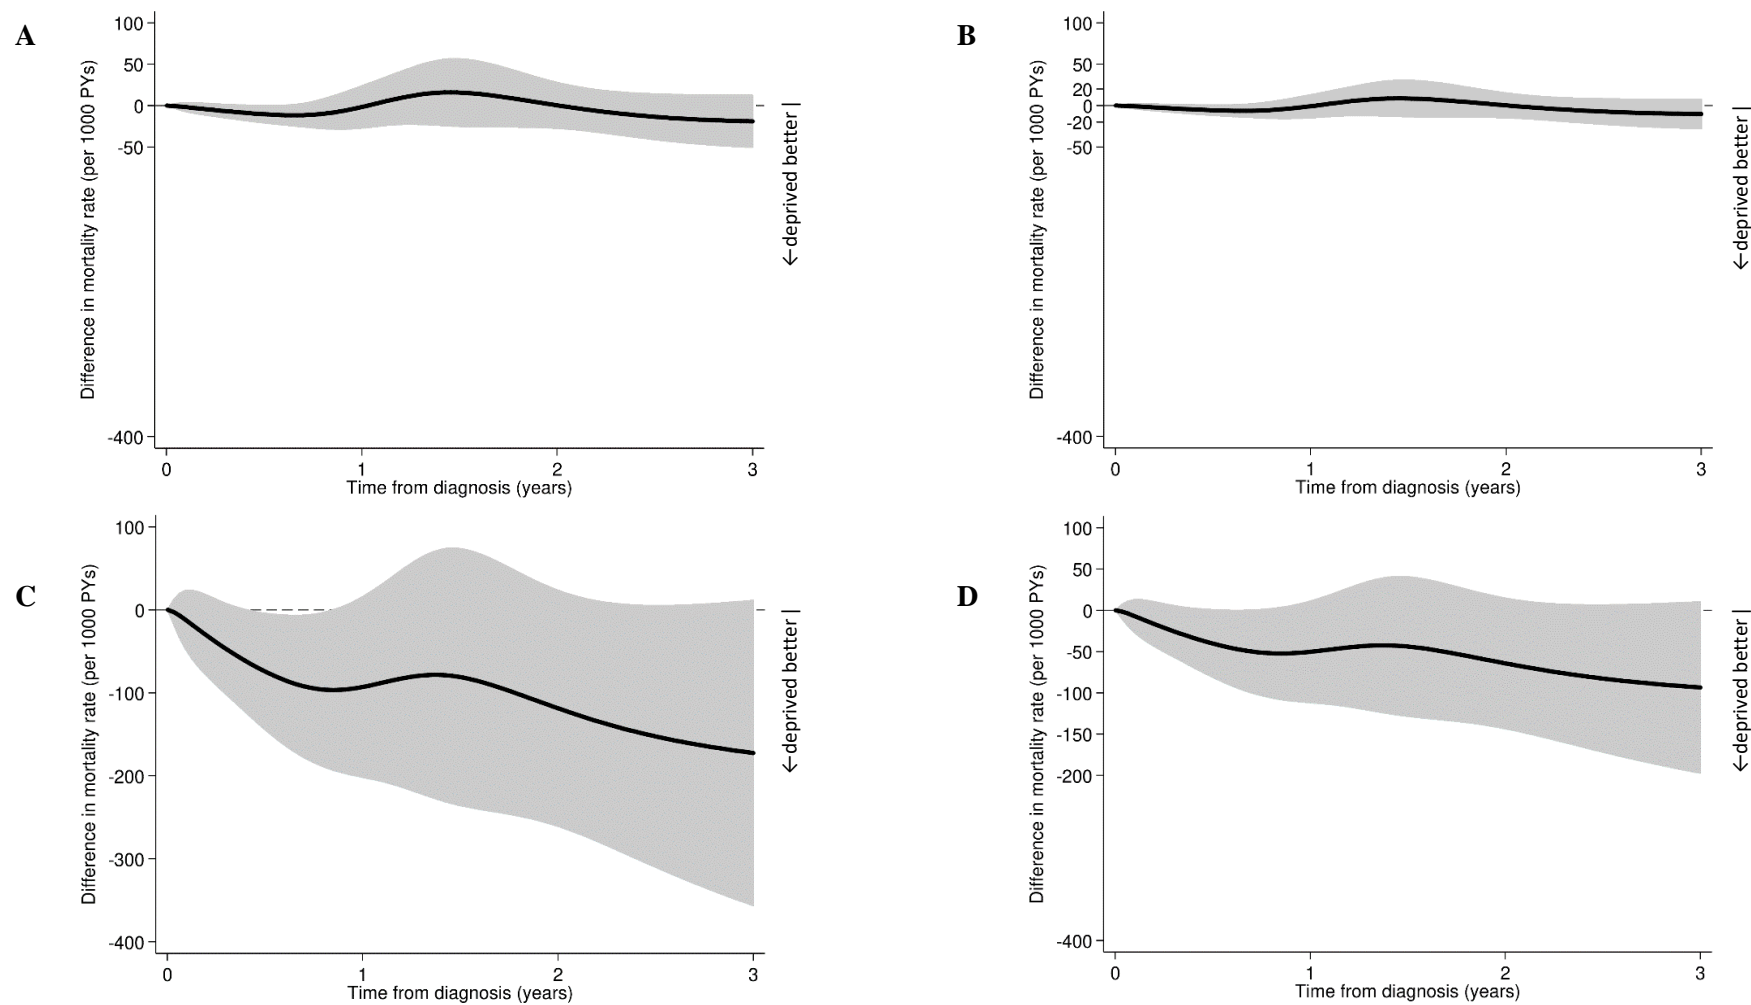 A
Difference in mortality rate (per 1000 PYs)
100
50
0
-50
-400
0 1 2 3
Time from diagnosis (years)
←deprived better |
B
Difference in mortality rate (per 1000 PYs)
100
50
20
0
-20
-50
-400
0 1 2 3
Time from diagnosis (years)
←deprived better |
C
Difference in mortality rate (per 1000 PYs)
100
0
-100
-200
-300
-400
0 1 2 3
Time from diagnosis (years)
←deprived better |
D
Difference in mortality rate (per 1000 PYs)
100
50
0
-50
-100
-150
-200
-400
0 1 2 3
Time from diagnosis (years)
←deprived better |